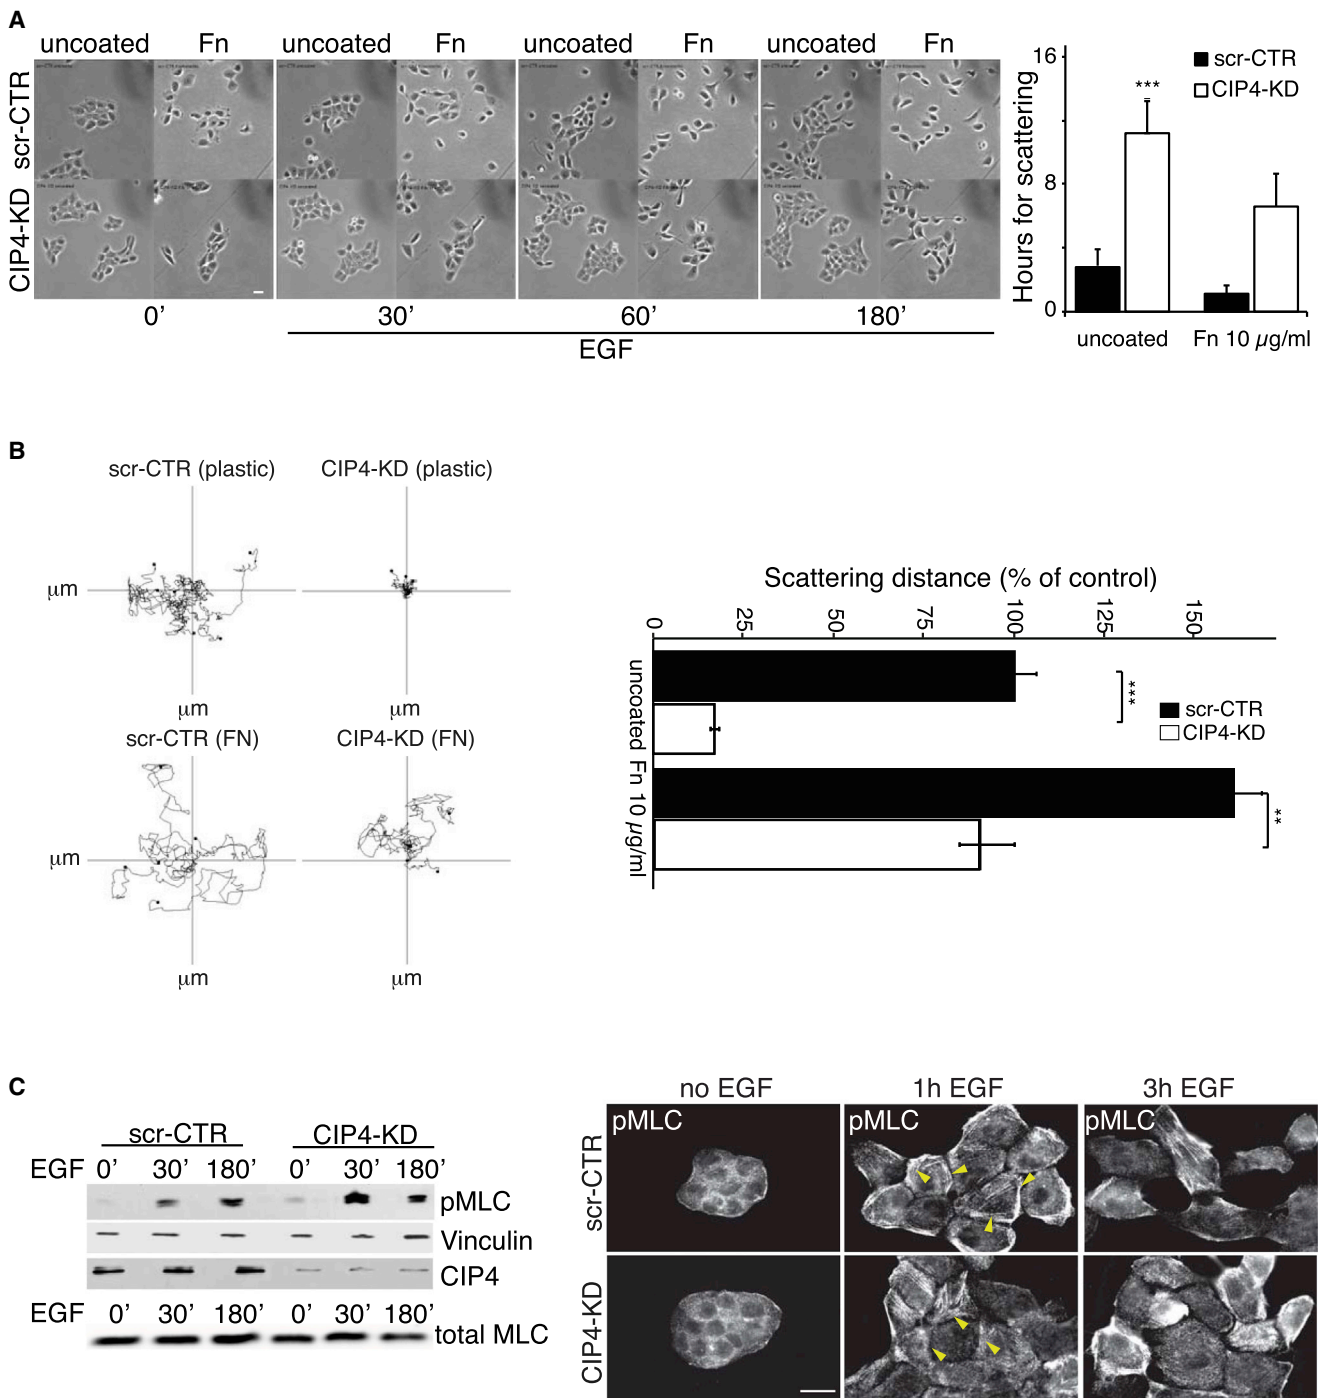 A
uncoated Fn uncoated Fn uncoated Fn uncoated Fn
scr-CTR
CIP4-KD
0’ 30’ 60’ 180’
EGF
Hours for scattering
16
8
0
***
scr-CTR
CIP4-KD
uncoated Fn 10 µg/ml
B
scr-CTR (plastic) CIP4-KD (plastic)
µm
µm µm
scr-CTR (FN) CIP4-KD (FN)
µm
µm µm
Scattering distance (% of control)
0 25 50 75 100 125 150
uncoated Fn 10 µg/ml
***
scr-CTR
CIP4-KD
**
C
scr-CTR CIP4-KD
EGF 0’ 30’ 180’ 0’ 30’ 180’
pMLC
Vinculin
CIP4
EGF 0’ 30’ 180’ 0’ 30’ 180’
total MLC
no EGF 1h EGF 3h EGF
pMLC pMLC pMLC
scr-CTR
CIP4-KD